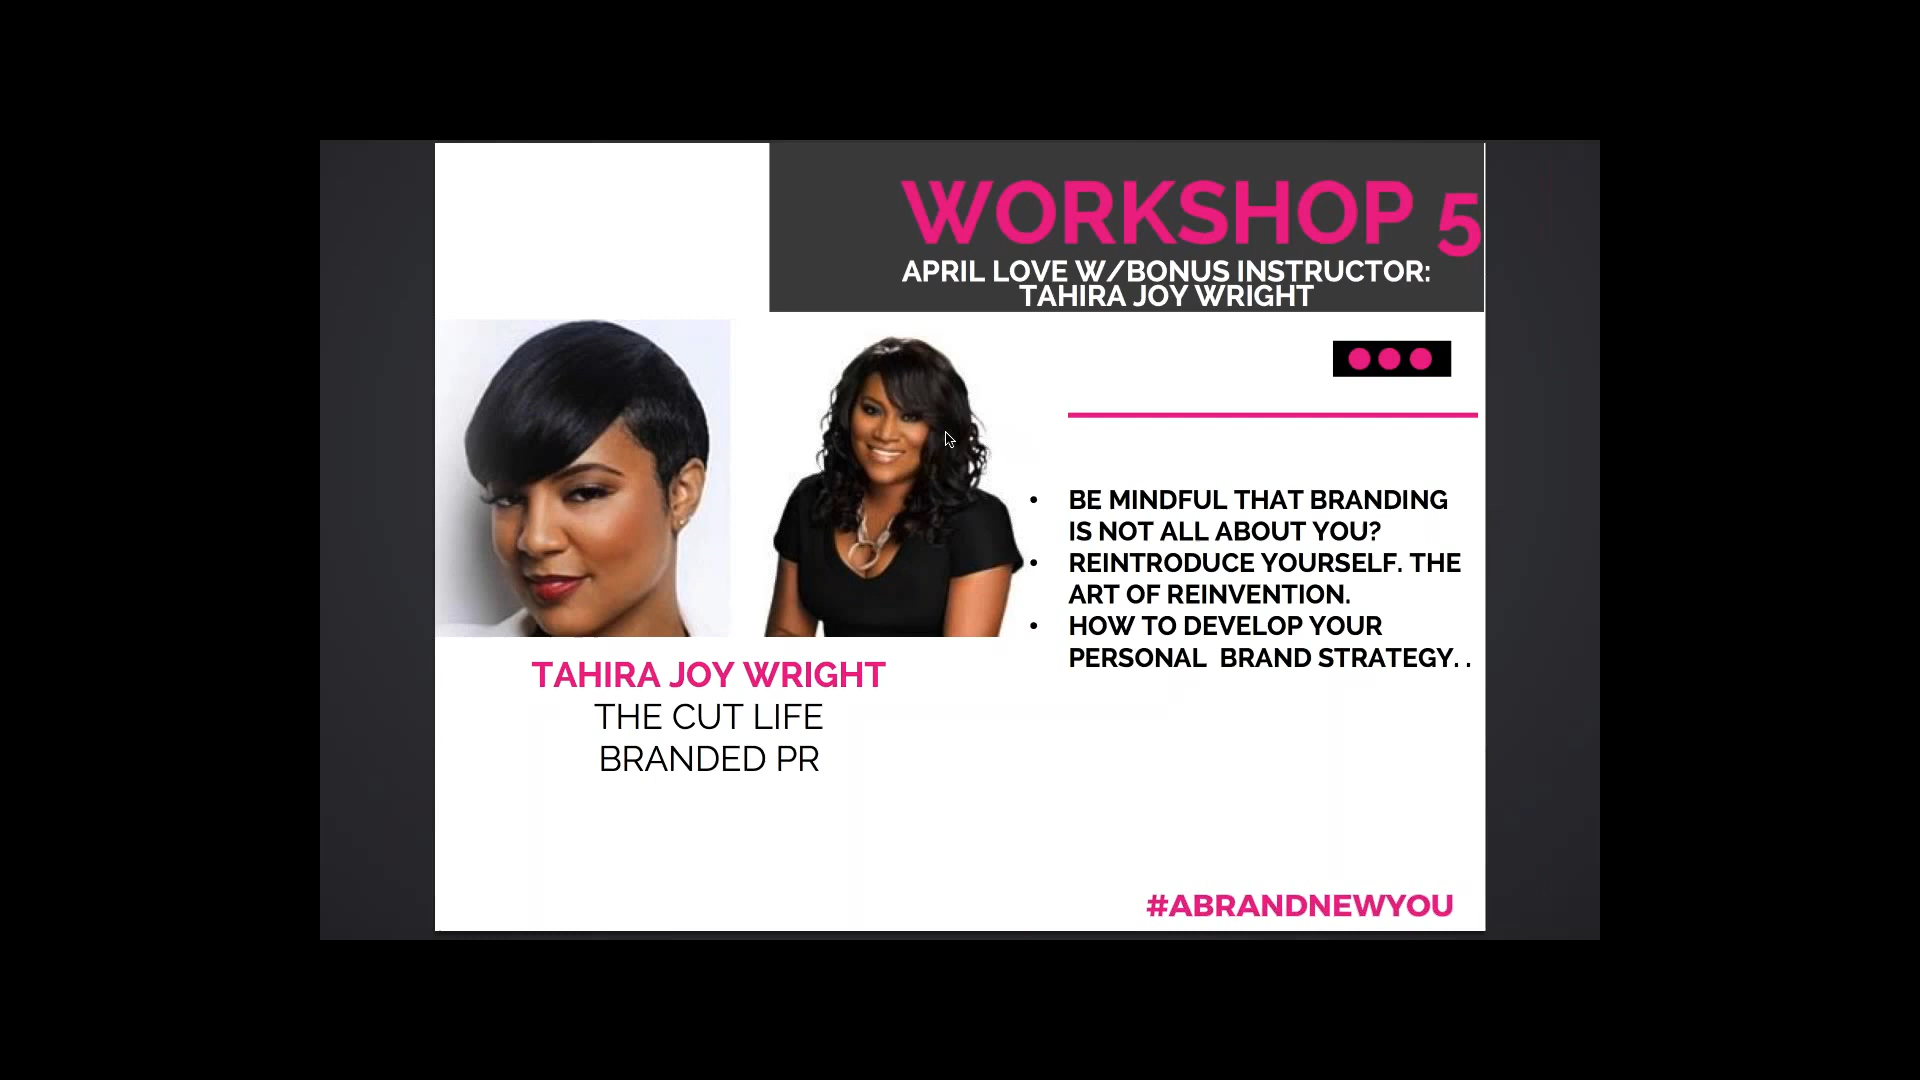 WORKSHOP 5
APRIL LOVE W/BONUS INSTRUCTOR:
TAHIRA JOY WRIGHT
• BE MINDFUL THAT BRANDING
IS NOT ALL ABOUT YOU?
• REINTRODUCE YOURSELF. THE
ART OF REINVENTION.
• HOW TO DEVELOP YOUR
PERSONAL  BRAND STRATEGY. .
TAHIRA JOY WRIGHT
THE CUT LIFE
BRANDED PR
#ABRANDNEWYOU